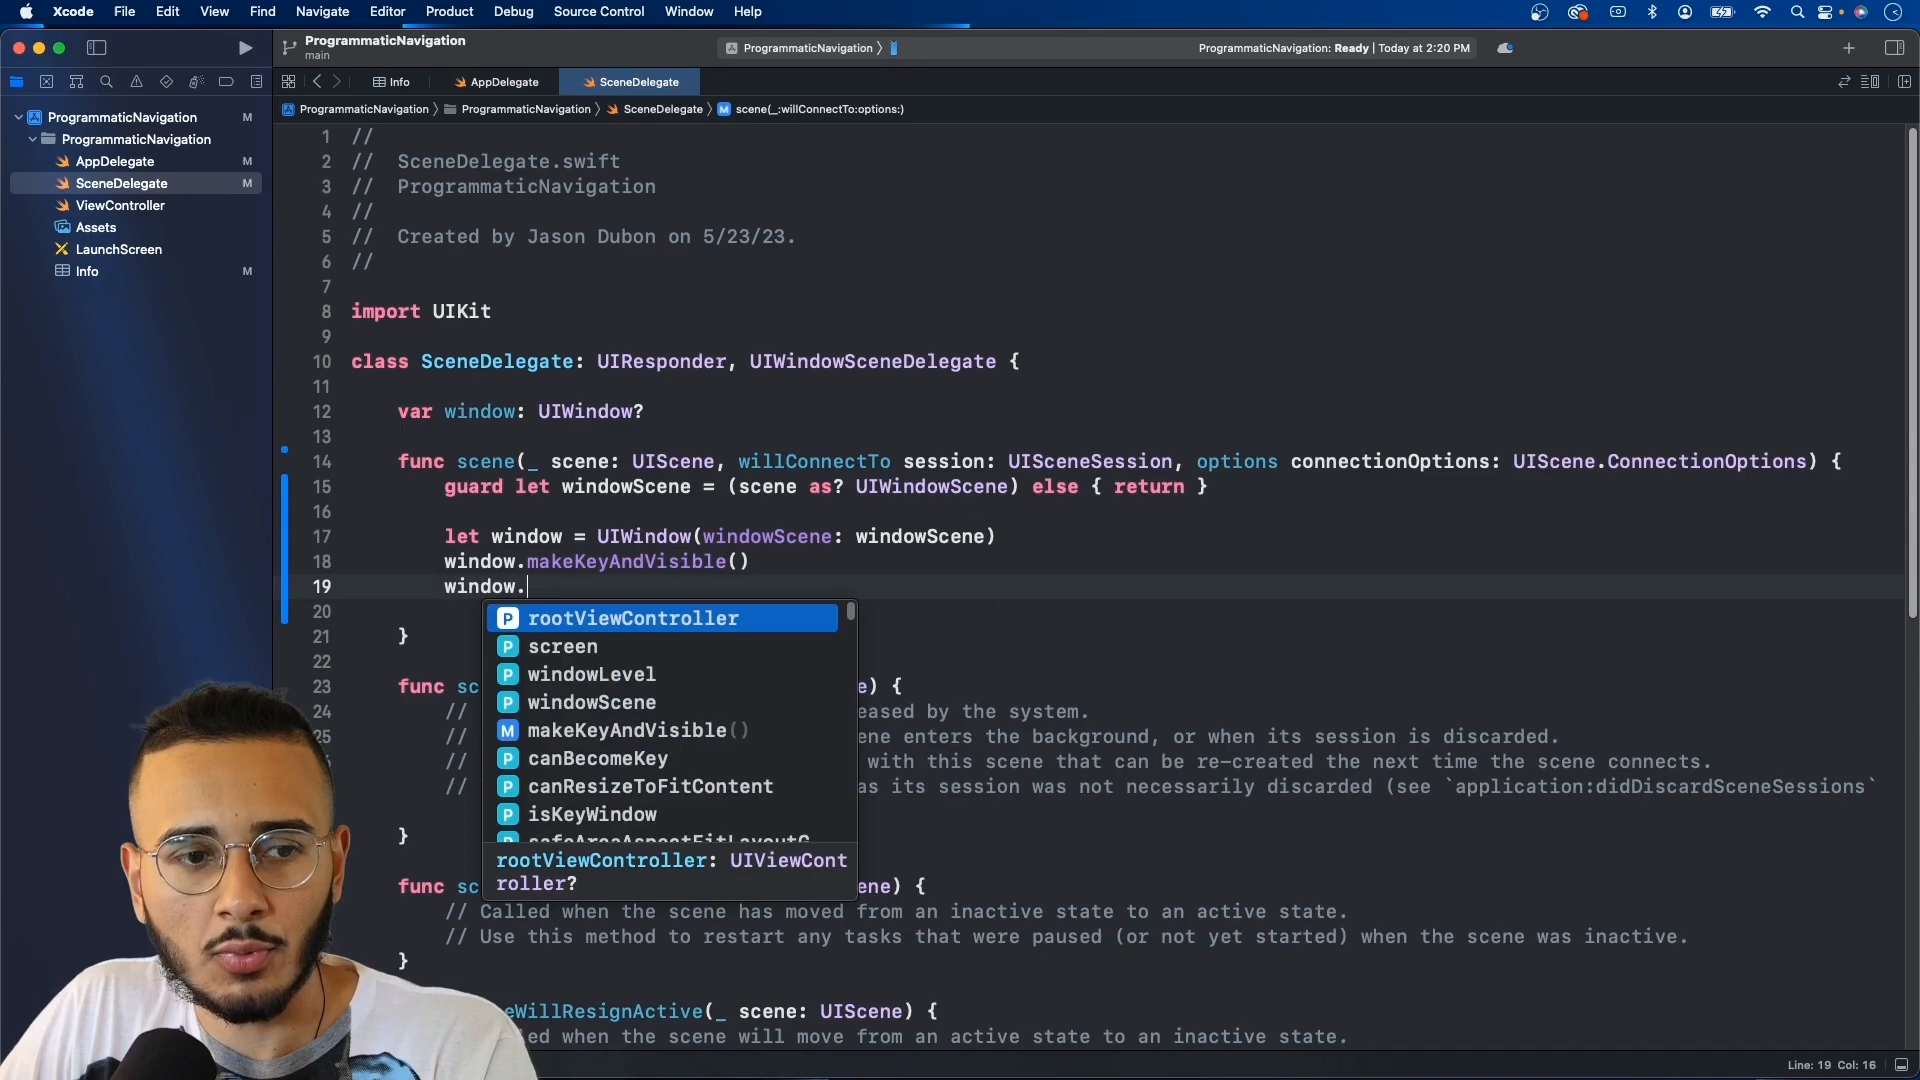 Xcode File Edit View Find Navigate Editor Product Debug Source Control Window Help
ProgrammaticNavigation
main
ProgrammaticNavigation 〉
ProgrammaticNavigation: Ready | Today at 2:20 PM
Info
AppDelegate
SceneDelegate
ProgrammaticNavigation 〉 ProgrammaticNavigation 〉 SceneDelegate 〉 M scene(_:willConnectTo:options:)
ProgrammaticNavigation M
ProgrammaticNavigation
AppDelegate M
SceneDelegate M
ViewController
Assets
LaunchScreen
Info M
1 //
2 // SceneDelegate.swift
3 // ProgrammaticNavigation
4 //
5 // Created by Jason Dubon on 5/23/23.
6 //
7
8 import UIKit
9
10 class SceneDelegate: UIResponder, UIWindowSceneDelegate {
11
12 var window: UIWindow?
13
14 func scene(_ scene: UIScene, willConnectTo session: UISceneSession, options connectionOptions: UIScene.ConnectionOptions) {
15 guard let windowScene = (scene as? UIWindowScene) else { return }
16
17 let window = UIWindow(windowScene: windowScene)
18 window.makeKeyAndVisible()
19 window.
20
P rootViewController
P screen
P windowLevel
P windowScene
M makeKeyAndVisible()
P canBecomeKey
P canResizeToFitContent
P isKeyWindow
rootViewController: UIViewCont
roller?
21 }
22
23 func sc e) {
24 // eased by the system.
25 // ene enters the background, or when its session is discarded.
// with this scene that can be re-created the next time the scene connects.
// as its session was not necessarily discarded (see `application:didDiscardSceneSessions`
}
func sc ene) {
// Called when the scene has moved from an inactive state to an active state.
// Use this method to restart any tasks that were paused (or not yet started) when the scene was inactive.
}
eWillResignActive(_ scene: UIScene) {
led when the scene will move from an active state to an inactive state.
Line: 19 Col: 16